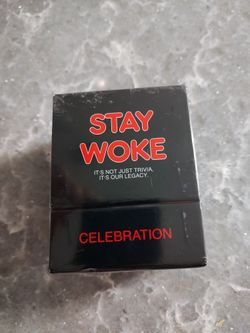 STAY
WOKE
IT'S NOT JUST TRIVIA,
IT'S OUR LEGACY.
CELEBRATION